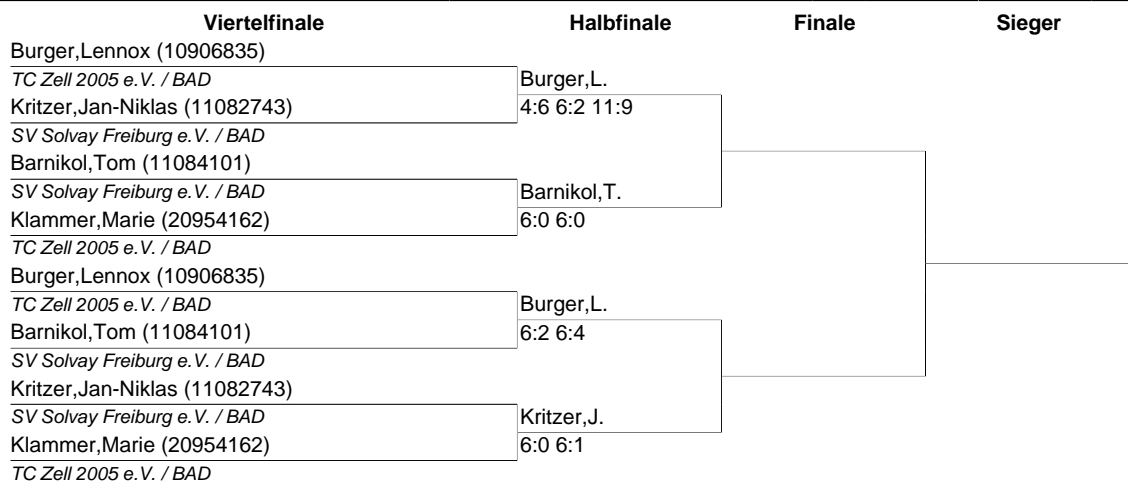 Viertelfinale Halbfinale Finale Sieger
Burger,Lennox (10906835)
TC Zell 2005 e.V. / BAD Burger,L.
Kritzer,Jan-Niklas (11082743) 4:6 6:2 11:9
SV Solvay Freiburg e.V. / BAD
Barnikol,Tom (11084101)
SV Solvay Freiburg e.V. / BAD Barnikol,T.
Klammer,Marie (20954162) 6:0 6:0
TC Zell 2005 e.V. / BAD
Burger,Lennox (10906835)
TC Zell 2005 e.V. / BAD Burger,L.
Barnikol,Tom (11084101) 6:2 6:4
SV Solvay Freiburg e.V. / BAD
Kritzer,Jan-Niklas (11082743)
SV Solvay Freiburg e.V. / BAD Kritzer,J.
Klammer,Marie (20954162) 6:0 6:1
TC Zell 2005 e.V. / BAD